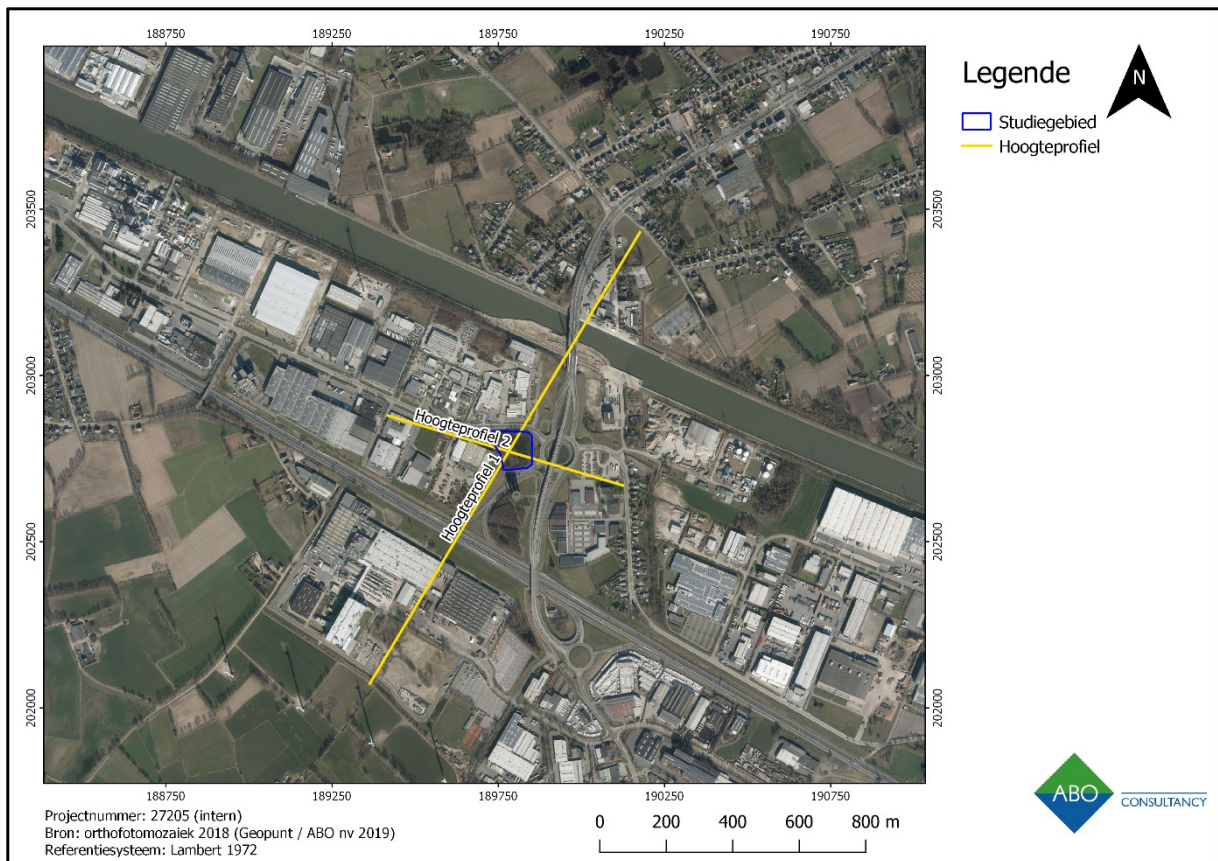 188750 189250 189750 190250 190750
Legende
N
Studiegebied
Hoogteprofiel
203500 203500
203000 203000
Hoogteprofiel 2
Hoogteprofiel 1
202500 202500
202000 202000
188750 189250 189750 190250 190750
Projectnummer: 27205 (intern)
Bron: orthofotomozaiek 2018 (Geopunt / ABO nv 2019)
Referentiesysteem: Lambert 1972
0 200 400 600 800 m
ABO CONSULTANCY